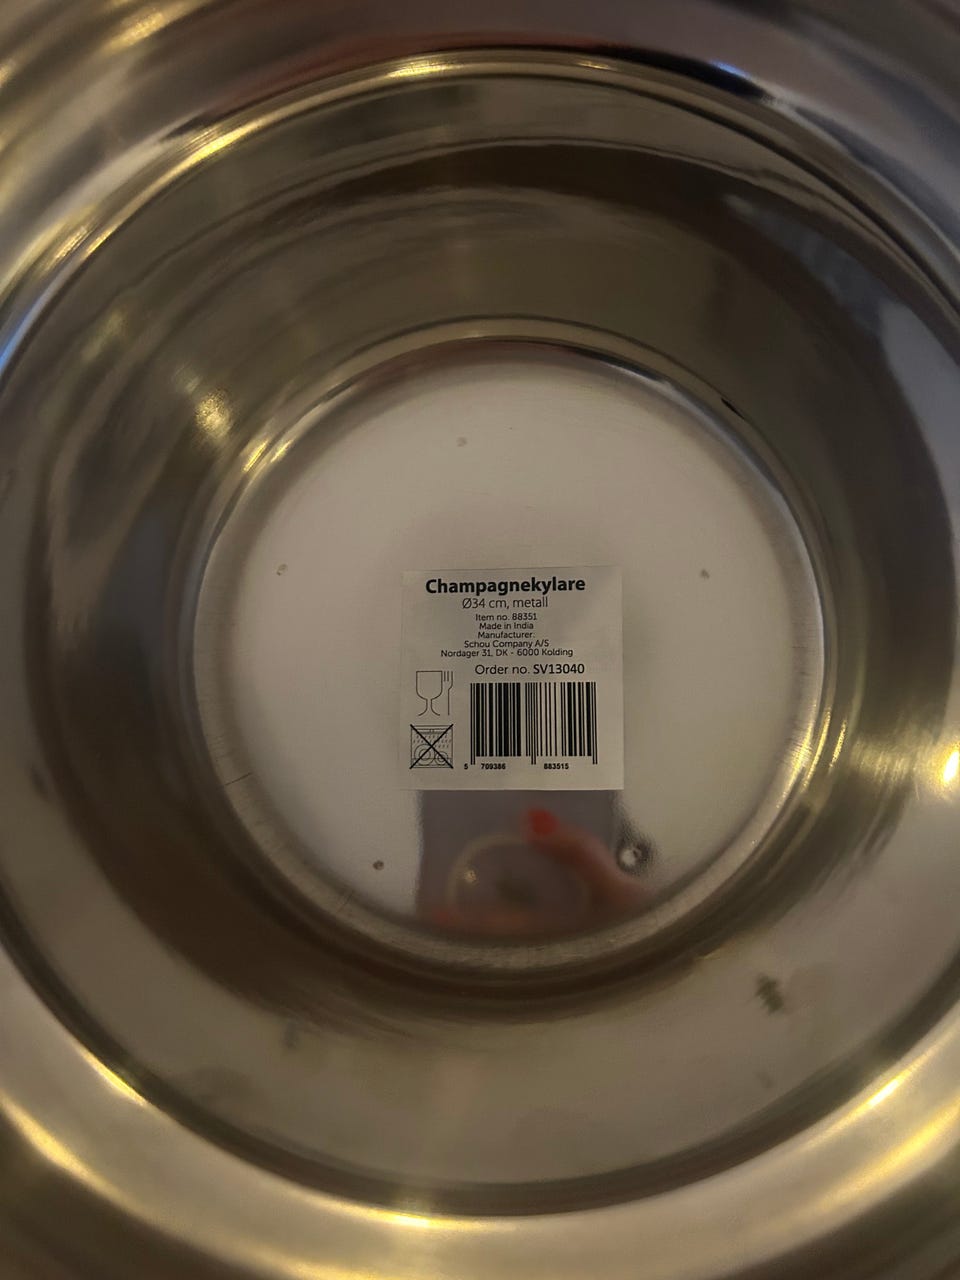 Champagnekylare
Ø34 cm, metall
Item no. 88351
Made in India
Manufacturer:
Schou Company A/S
Nordager 31, DK - 6000 Kolding
Order no. SV13040
5 709386 883515